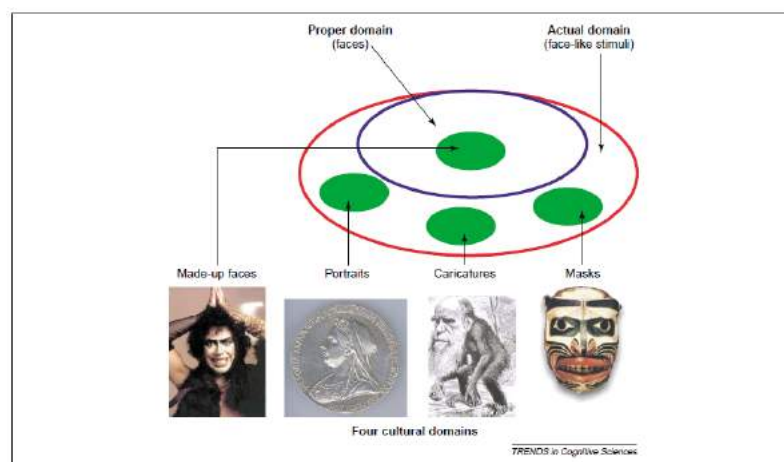 Proper domain
(faces)
Actual domain
(face-like stimuli)
Made-up faces
Portraits
Caricatures
Masks
Four cultural domains
TRENDS in Cognitive Sciences